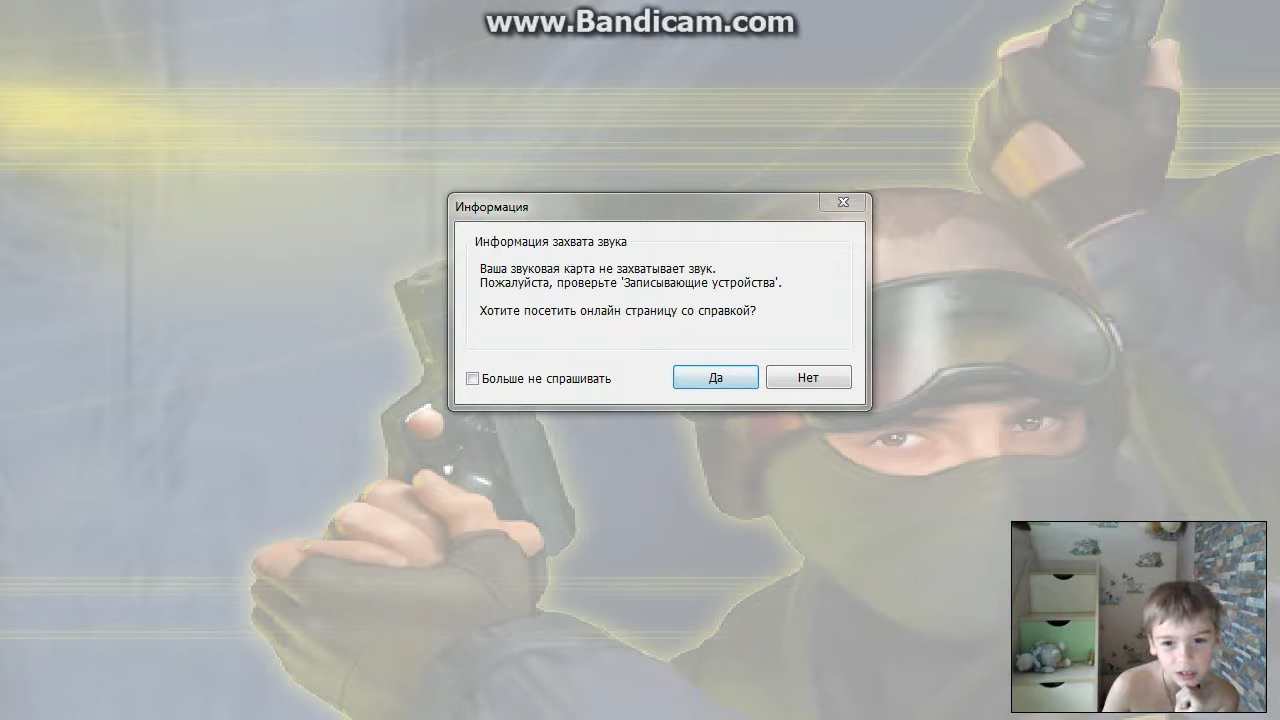 www.Bandicam.com
Информация
Информация захвата звука
Ваша звуковая карта не захватывает звук.
Пожалуйста, проверьте 'Записывающие устройства'.
Хотите посетить онлайн страницу со справкой?
Больше не спрашивать
Да
Нет